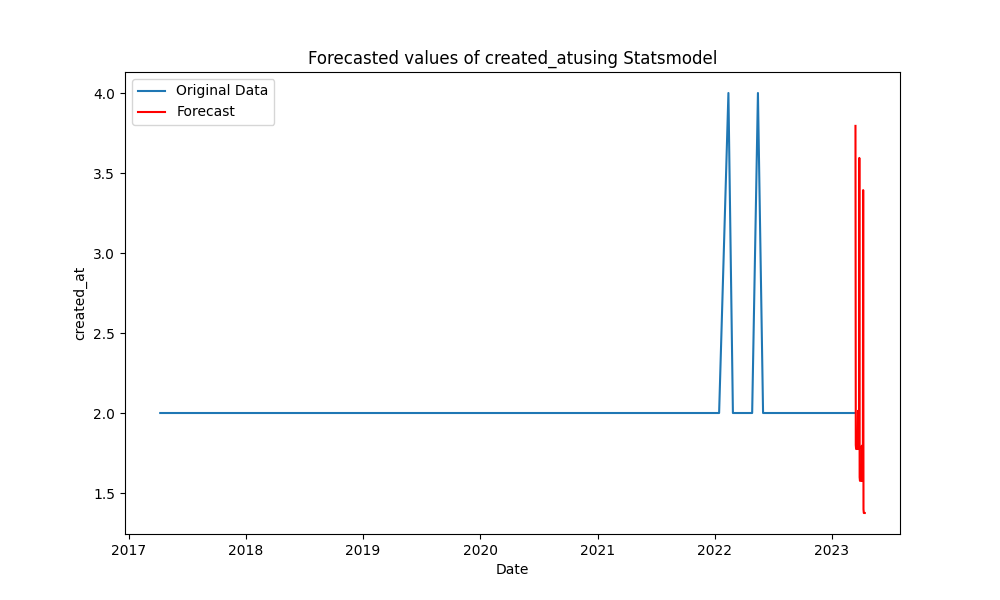 Forecasted values of created_atusing Statsmodel
Original Data
Forecast
4.0
3.5
3.0
2.5
2.0
1.5
created_at
2017 2018 2019 2020 2021 2022 2023
Date